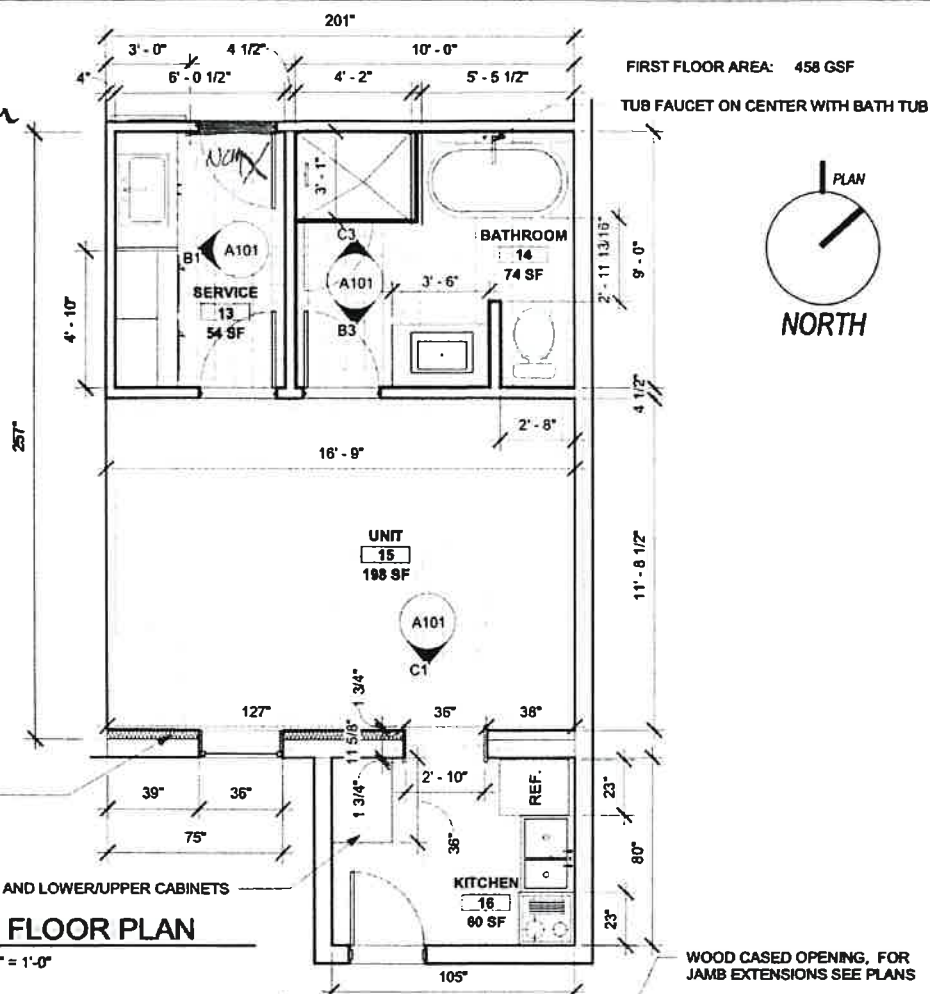 201"
3' - 0" 4 1/2" 10' - 0"
FIRST FLOOR AREA: 458 GSF
4" 6' - 0 1/2" 4' - 2" 5' - 5 1/2"
TUB FAUCET ON CENTER WITH BATH TUB
PLAN
NORTH
3' - 1"
C3
BATHROOM
14
74 SF
B1 A101
A101
SERVICE
13
54 SF
3' - 6"
B3
2' - 11 13/16"
9' - 0"
4' - 10"
4 1/2"
2' - 8"
257"
16' - 9"
UNIT
15
198 SF
11' - 8 1/2"
A101
C1
1 3/4"
127" 36" 38"
11 5/8"
2' - 10"
REF.
23"
39" 36"
1 3/4"
36"
80"
75"
AND LOWER/UPPER CABINETS
KITCHEN
16
60 SF
23"
FLOOR PLAN
" = 1'-0"
WOOD CASED OPENING, FOR
JAMB EXTENSIONS SEE PLANS
105"